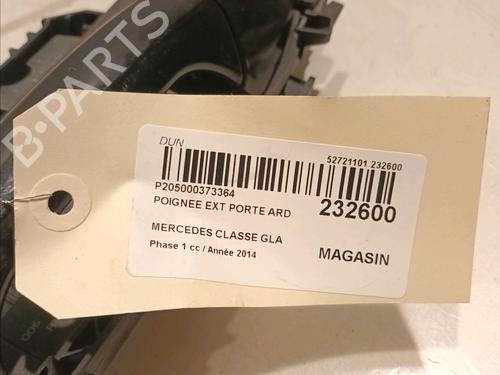 B-PARTS
DUN
52721101 232600
P205000373364
POIGNEE EXT PORTE ARD
232600
MERCEDES CLASSE GLA
Phase 1 cc / Année 2014
MAGASIN